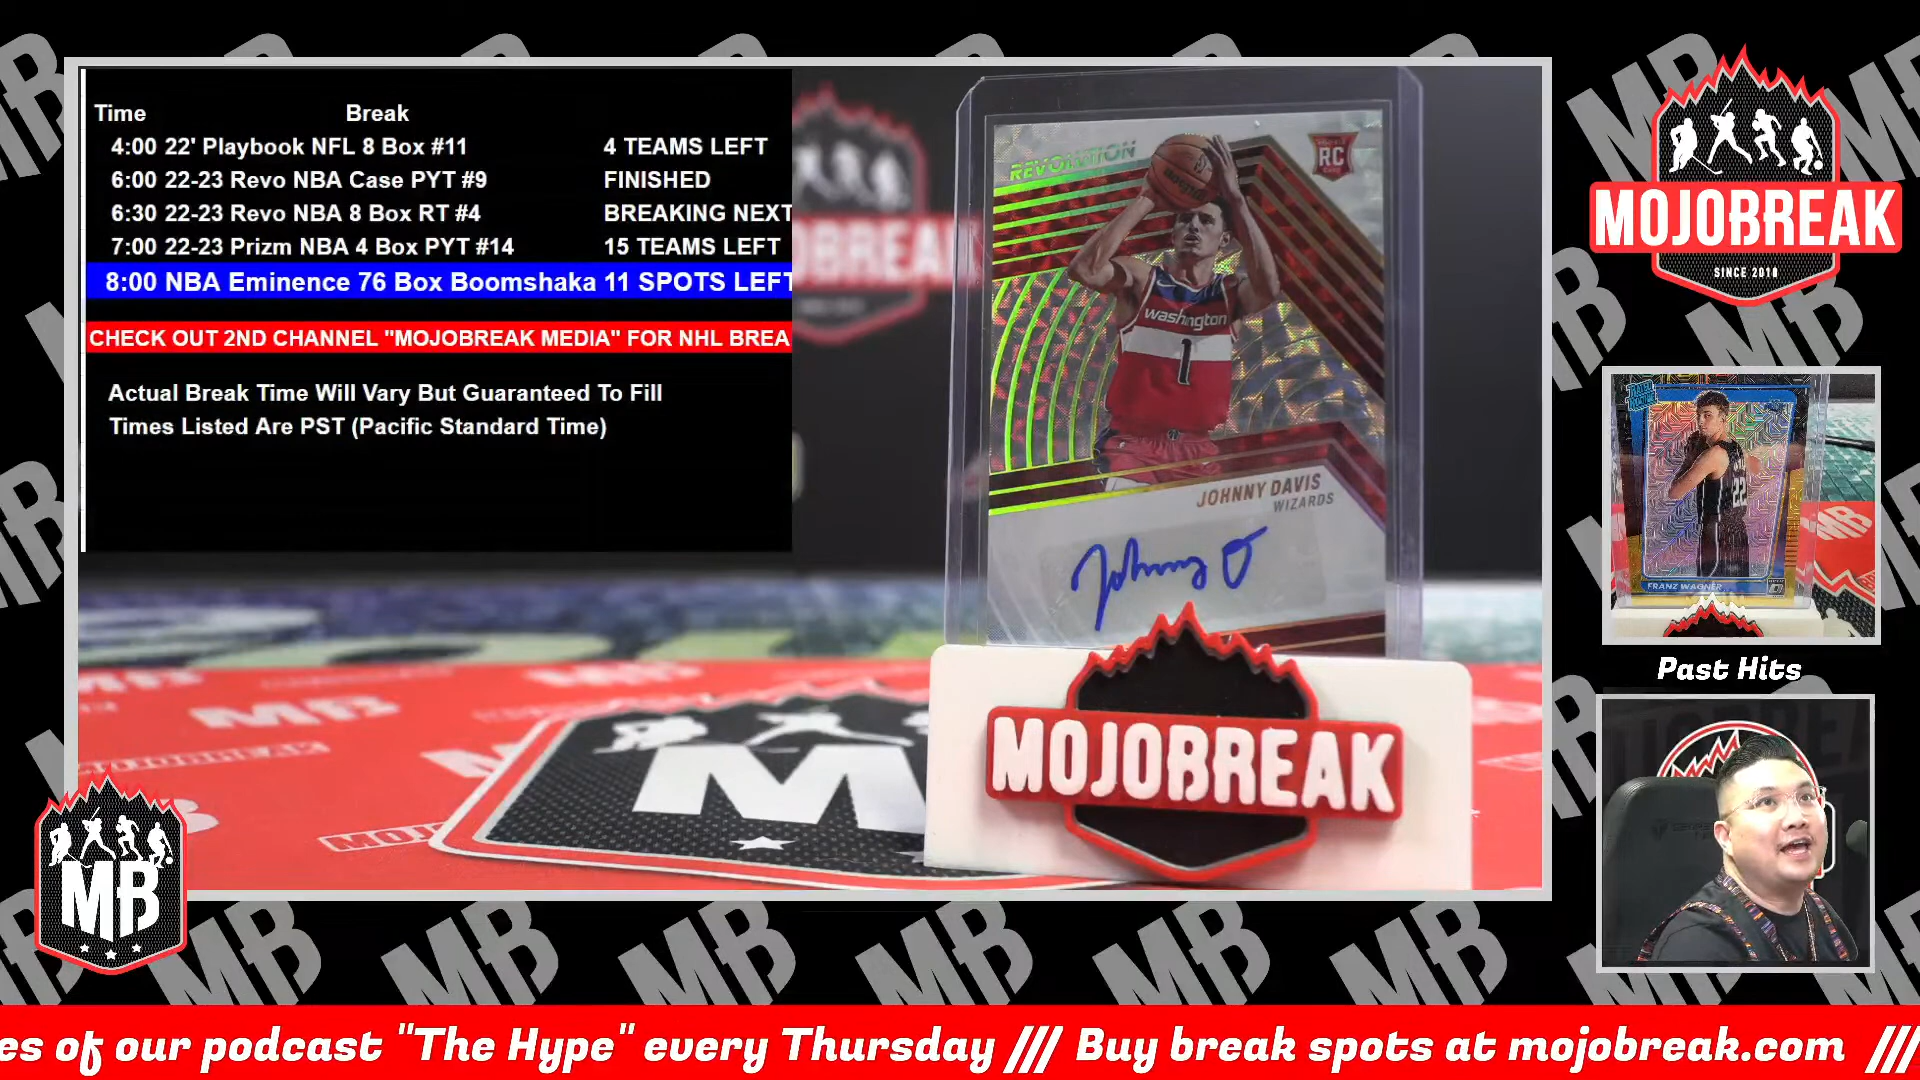 Time Break
4:00 22' Playbook NFL 8 Box #11 4 TEAMS LEFT
6:00 22-23 Revo NBA Case PYT #9 FINISHED
6:30 22-23 Revo NBA 8 Box RT #4 BREAKING NEXT
7:00 22-23 Prizm NBA 4 Box PYT #14 15 TEAMS LEFT
8:00 NBA Eminence 76 Box Boomshaka 11 SPOTS LEFT
CHECK OUT 2ND CHANNEL "MOJOBREAK MEDIA" FOR NHL BREA
Actual Break Time Will Vary But Guaranteed To Fill
Times Listed Are PST (Pacific Standard Time)
REVOLUTION
RC
washington
1
JOHNNY DAVIS
WIZARDS
Johnny D
MOJOBREAK
MB
MOJOBREAK
SINCE 2010
22
FRANZ WAGNER
Past Hits
es of our podcast "The Hype" every Thursday /// Buy break spots at mojobreak.com ///